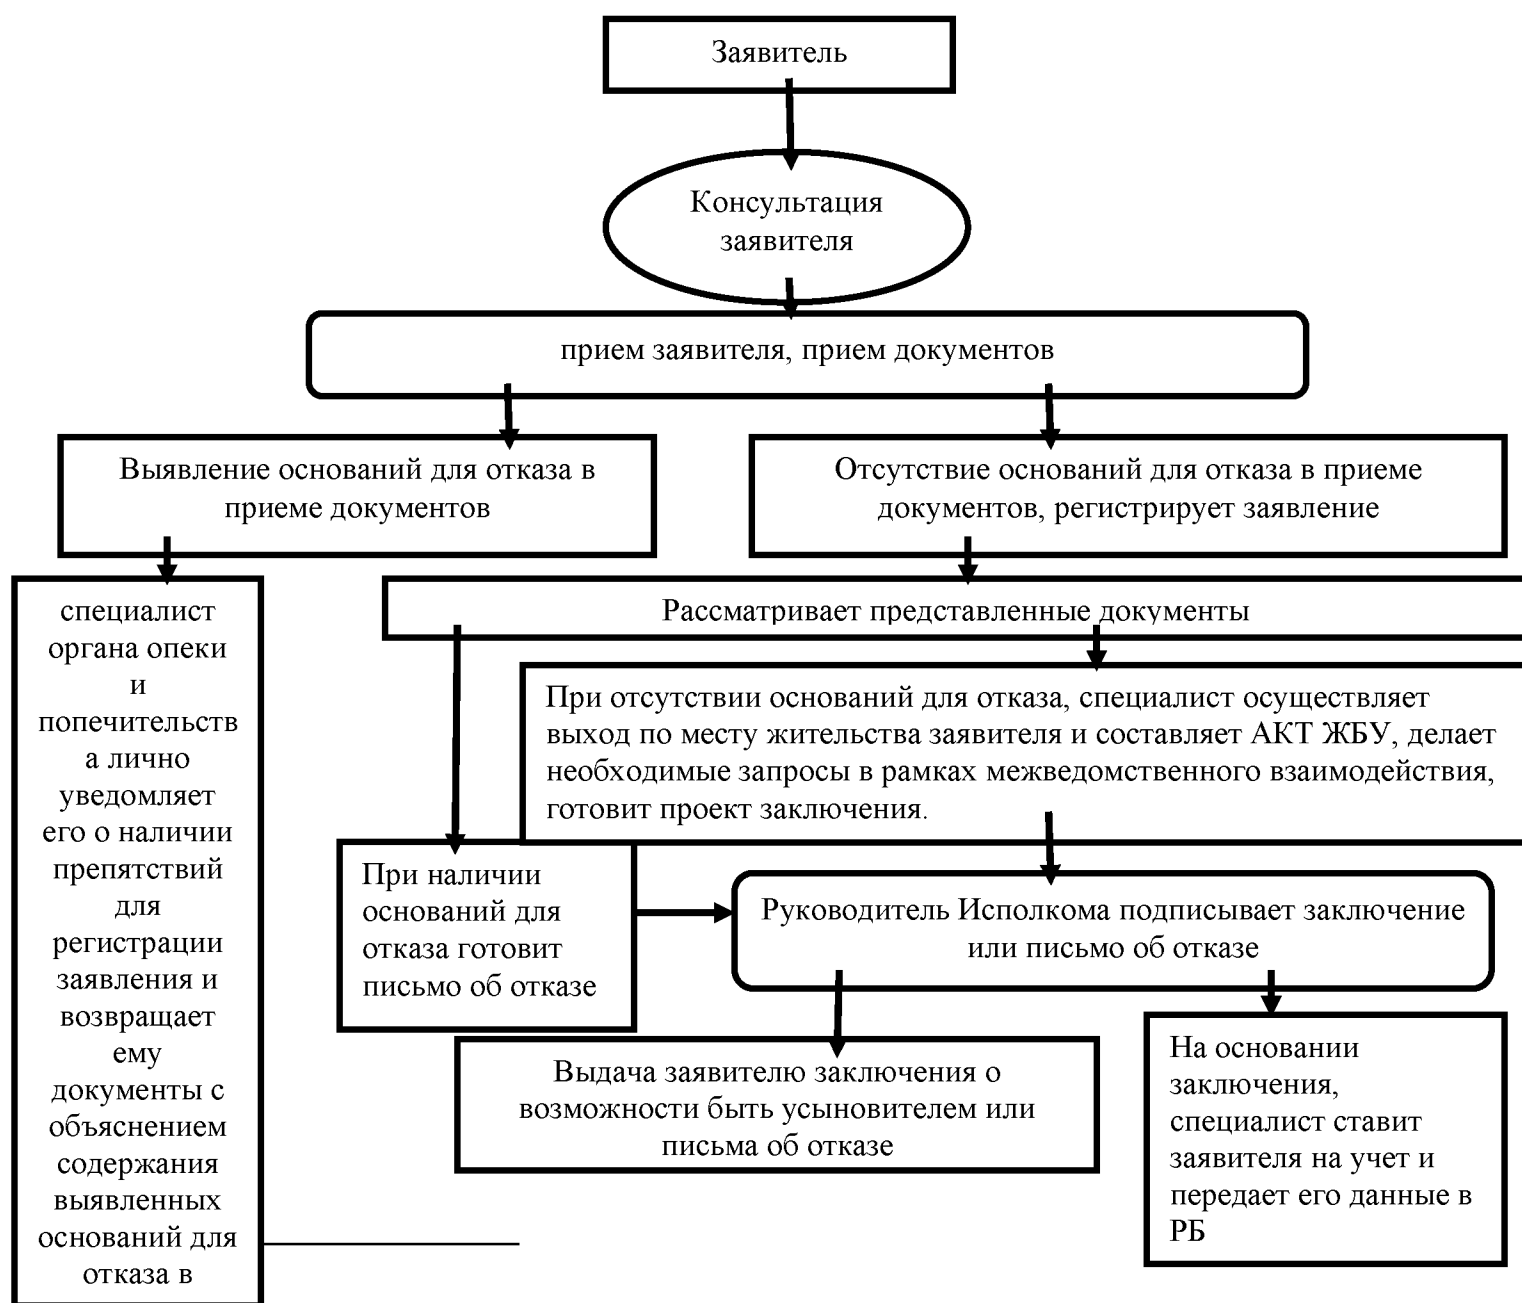 Заявитель
Консультация
заявителя
прием заявителя, прием документов
Выявление оснований для отказа в
приеме документов
Отсутствие оснований для отказа в приеме
документов, регистрирует заявление
специалист
органа опеки
и
попечительств
а лично
уведомляет
его о наличии
препятствий
для
регистрации
заявления и
возвращает
ему
документы с
объяснением
содержания
выявленных
оснований для
отказа в
Рассматривает представленные документы
При отсутствии оснований для отказа, специалист осуществляет
выход по месту жительства заявителя и составляет АКТ ЖБУ, делает
необходимые запросы в рамках межведомственного взаимодействия,
готовит проект заключения.
При наличии
оснований для
отказа готовит
письмо об отказе
Руководитель Исполкома подписывает заключение
или письмо об отказе
Выдача заявителю заключения о
возможности быть усыновителем или
письма об отказе
На основании
заключения,
специалист ставит
заявителя на учет и
передает его данные в
РБ